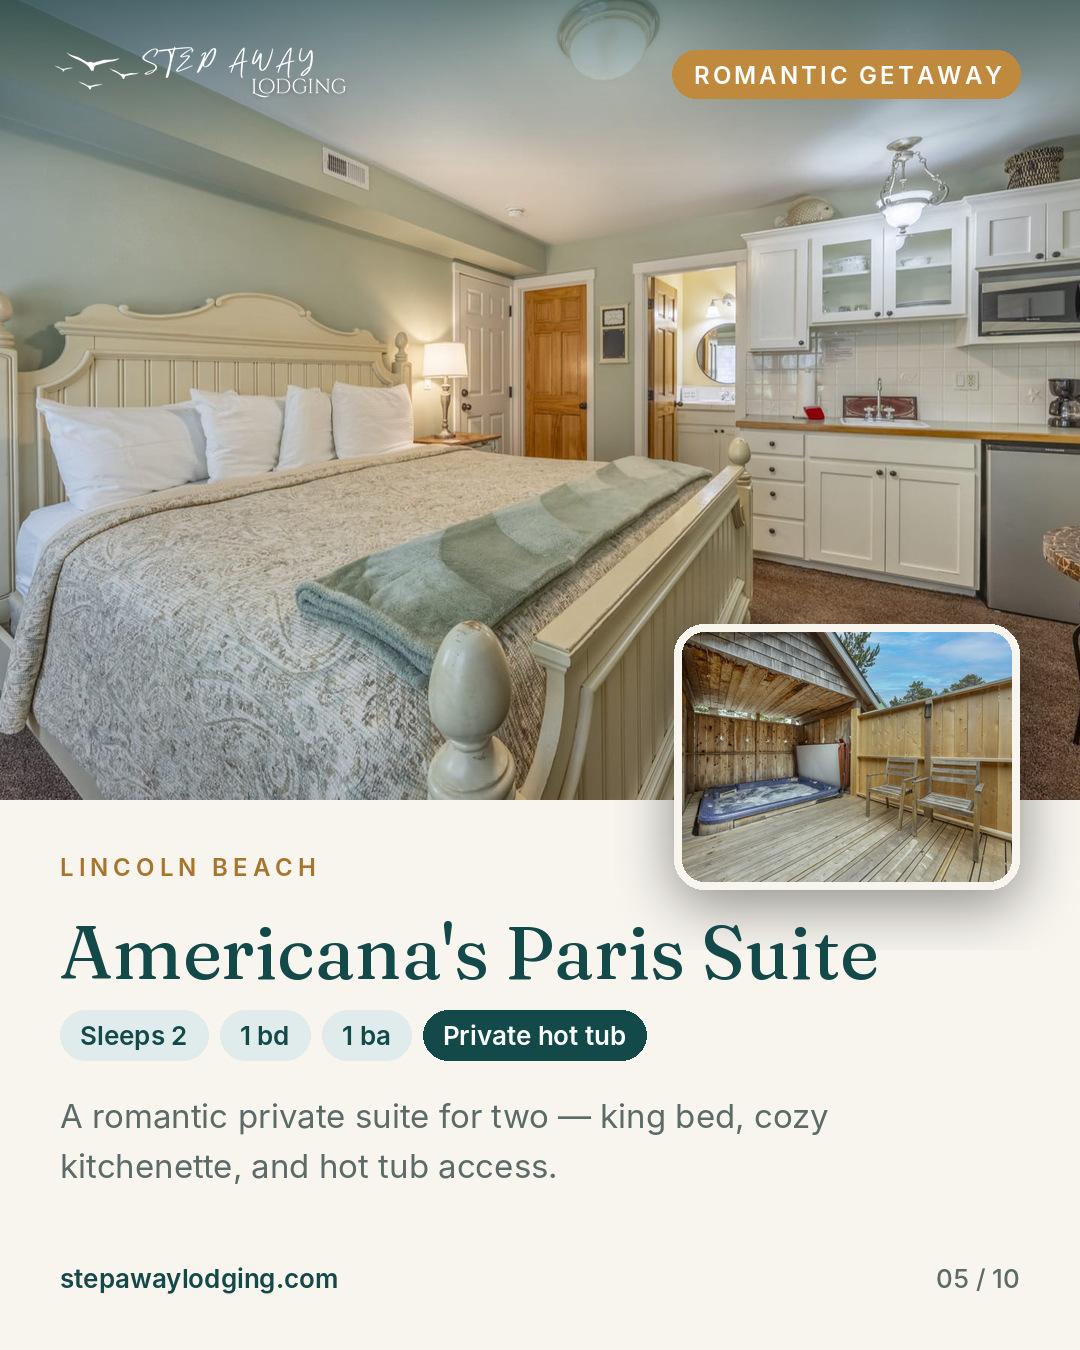 STEP AWAY
LODGING
ROMANTIC GETAWAY
LINCOLN BEACH
Americana's Paris Suite
Sleeps 2
1 bd
1 ba
Private hot tub
A romantic private suite for two — king bed, cozy
kitchenette, and hot tub access.
stepawaylodging.com
05 / 10